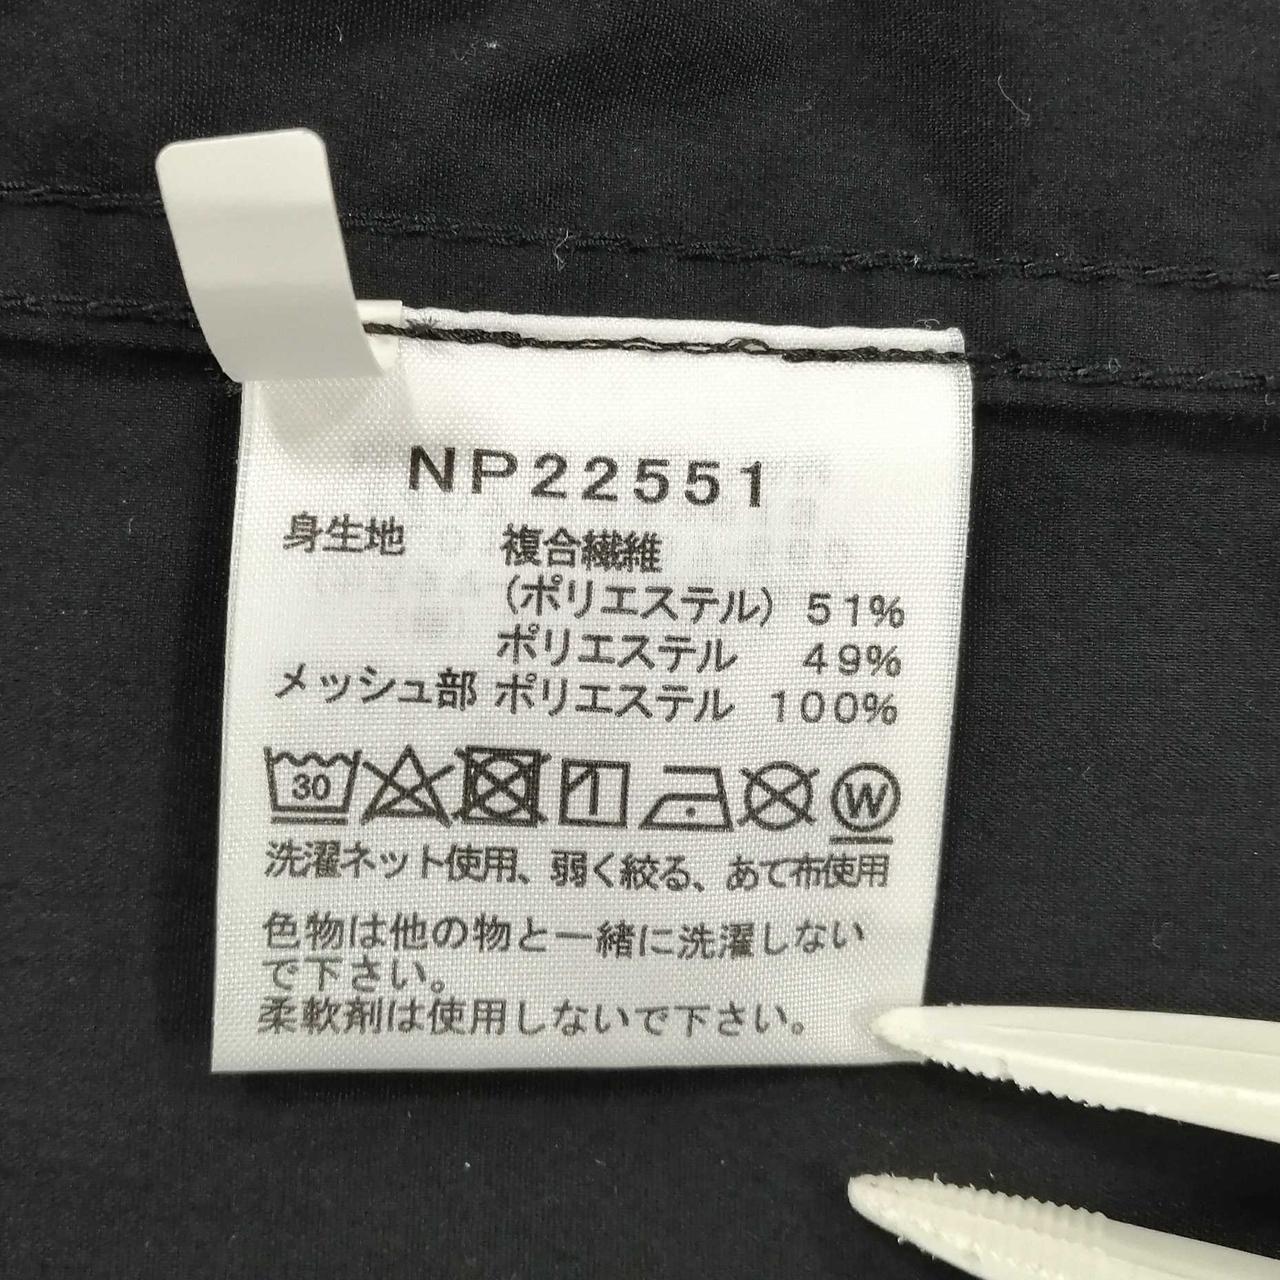 NP22551
身生地 複合繊維
(ポリエステル) 51%
ポリエステル 49%
メッシュ部 ポリエステル 100%
30 W
洗濯ネット使用、弱く絞る、あて布使用
色物は他の物と一緒に洗濯しない
で下さい。
柔軟剤は使用しないで下さい。